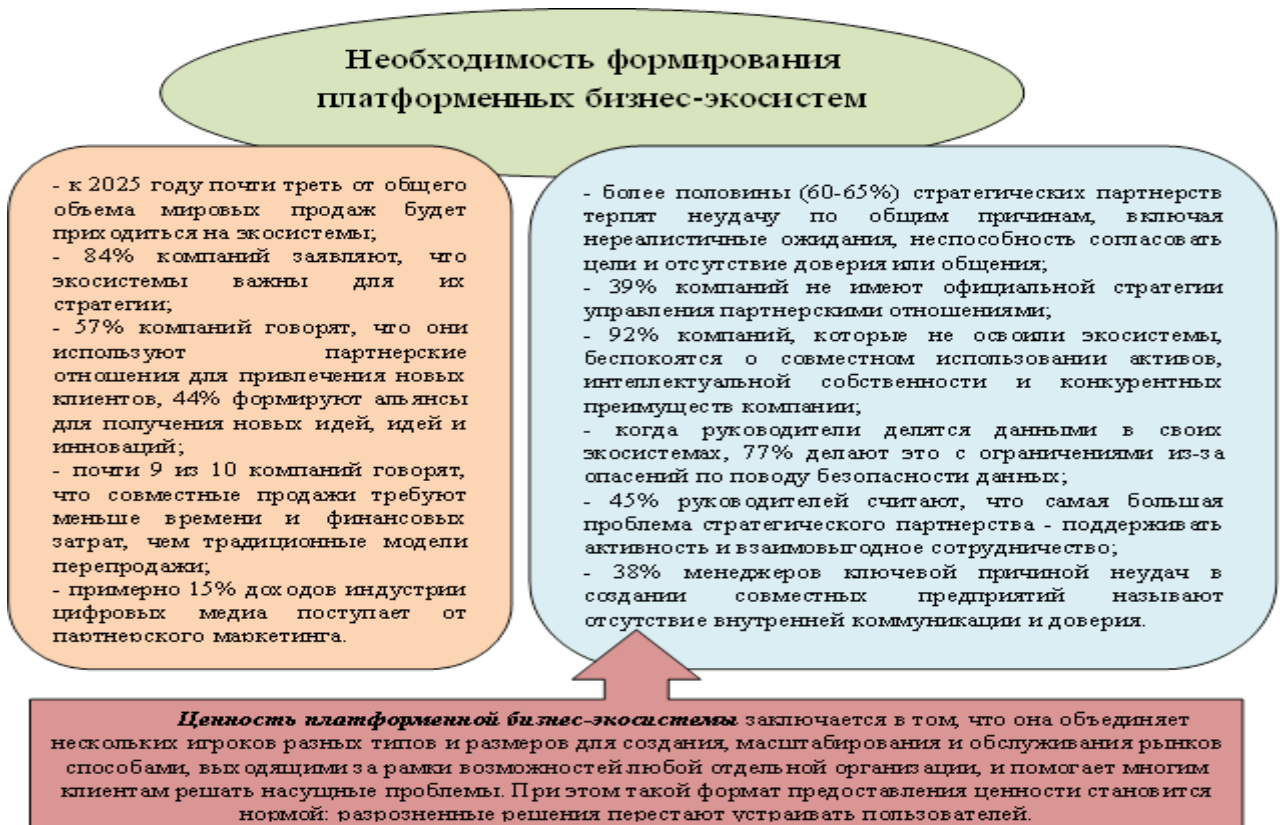 Необходимость формирования
платформенных бизнес-экосистем
- к 2025 году почти треть от общего
объема мировых продаж будет
приходиться на экосистемы;
- 84% компаний заявляют, что
экосистемы важны для их
стратегии;
- 57% компаний говорят, что они
используют партнерские
отношения для привлечения новых
клиентов, 44% формируют альянсы
для получения новых идей, идей и
инноваций;
- почти 9 из 10 компаний говорят,
что совместные продажи требуют
меньше времени и финансовых
затрат, чем традиционные модели
перепродажи;
- примерно 15% доходов индустрии
цифровых медиа поступает от
партнерского маркетинга.
- более половины (60-65%) стратегических партнерств
терпят неудачу по общим причинам, включая
нереалистичные ожидания, неспособность согласовать
цели и отсутствие доверия или общения;
- 39% компаний не имеют официальной стратегии
управления партнерскими отношениями;
- 92% компаний, которые не освоили экосистемы,
беспокоятся о совместном использовании активов,
интеллектуальной собственности и конкурентных
преимуществ компании;
- когда руководители делятся данными в своих
экосистемах, 77% делают это с ограничениями из-за
опасений по поводу безопасности данных;
- 45% руководителей считают, что самая большая
проблема стратегического партнерства - поддерживать
активность и взаимовыгодное сотрудничество;
- 38% менеджеров ключевой причиной неудач в
создании совместных предприятий называют
отсутствие внутренней коммуникации и доверия.
Ценность платформенной бизнес-экосистемы заключается в том, что она объединяет
нескольких игроков разных типов и размеров для создания, масштабирования и обслуживания рынков
способами, выходящими за рамки возможностей любой отдельной организации, и помогает многим
клиентам решать насущные проблемы. При этом такой формат предоставления ценности становится
нормой: разрозненные решения перестают устраивать пользователей.